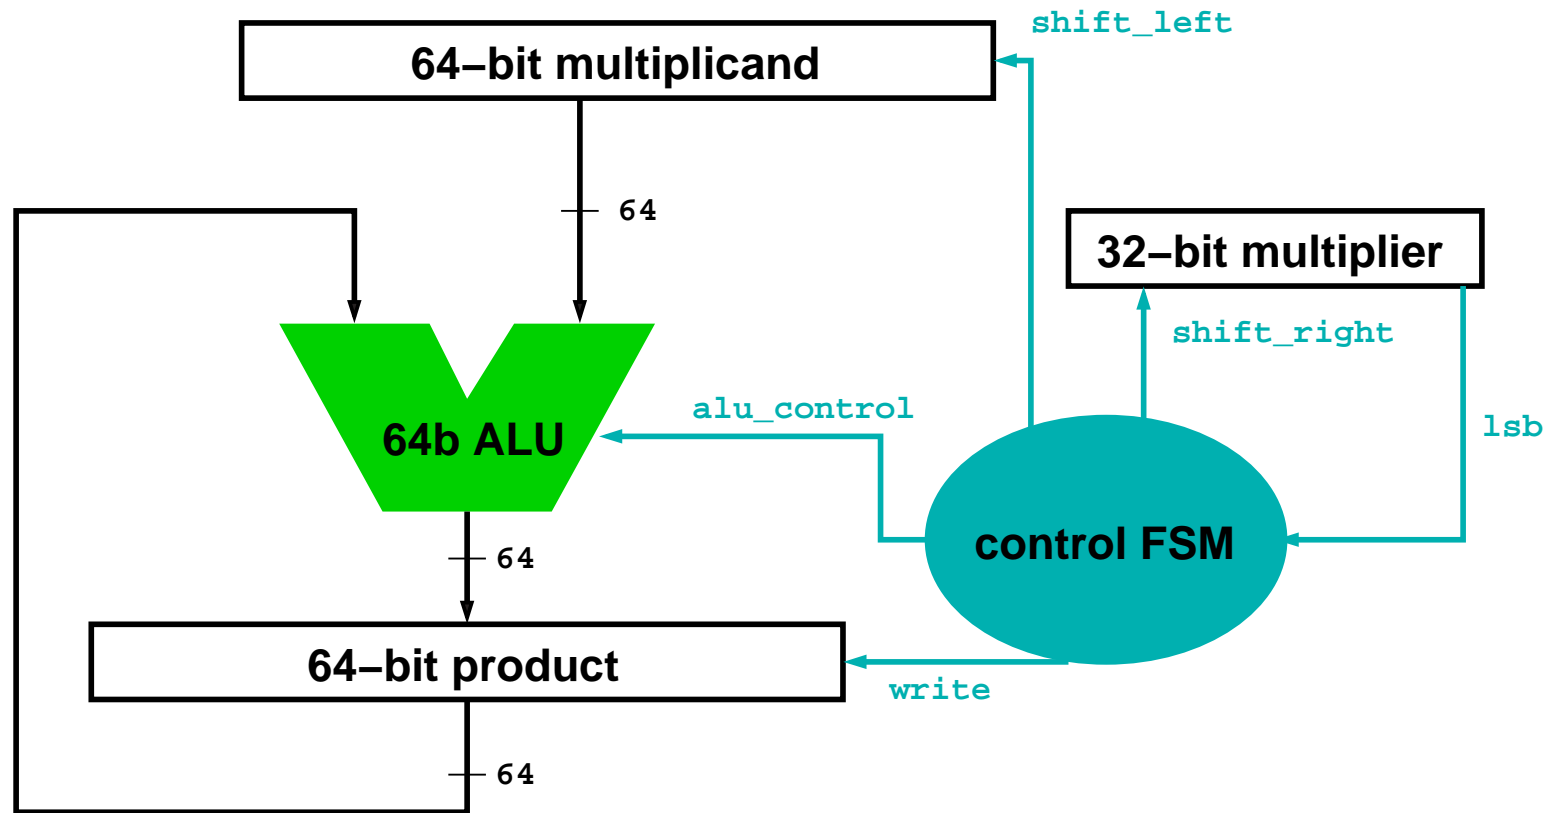 shift_left
64–bit multiplicand
64
32–bit multiplier
shift_right
alu_control
lsb
64b ALU
control FSM
64
64–bit product
write
64